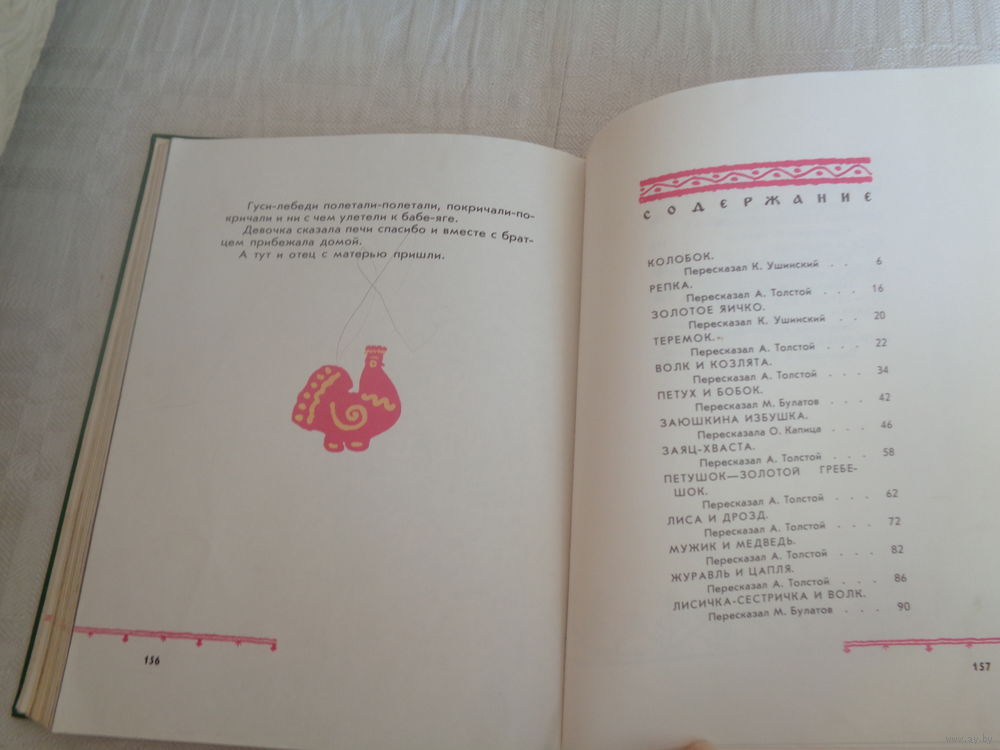 Гуси-лебеди полетали-полетали, покричали-по-
кричали и ни с чем улетели к бабе-яге.
Девочка сказала печи спасибо и вместе с брат-
цем прибежала домой.
А тут и отец с матерью пришли.
156
СОДЕРЖАНИЕ
КОЛОБОК.
Пересказал К. Ушинский . . 6
РЕПКА.
Пересказал А. Толстой . . . 16
ЗОЛОТОЕ ЯИЧКО.
Пересказал К. Ушинский . . 20
ТЕРЕМОК.
Пересказал А. Толстой . . . 22
ВОЛК И КОЗЛЯТА.
Пересказал А. Толстой . . . 34
ПЕТУХ И БОБОК.
Пересказал М. Булатов . . . 42
ЗАЮШКИНА ИЗБУШКА.
Пересказала О. Капица . . . 46
ЗАЯЦ-ХВАСТА.
Пересказал А. Толстой . . . 58
ПЕТУШОК—ЗОЛОТОЙ ГРЕБЕ-
ШОК.
Пересказал А. Толстой . . . 62
ЛИСА И ДРОЗД.
Пересказал А. Толстой . . . 72
МУЖИК И МЕДВЕДЬ.
Пересказал А. Толстой . . . 82
ЖУРАВЛЬ И ЦАПЛЯ.
Пересказал А. Толстой . . . 86
ЛИСИЧКА-СЕСТРИЧКА И ВОЛК.
Пересказал М. Булатов . . . 90
157
www.ay.by